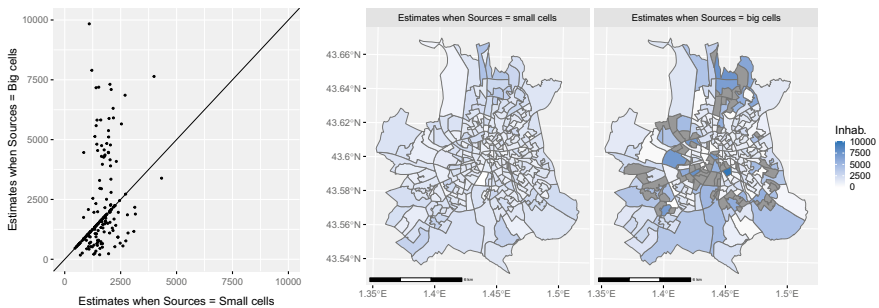 10000
7500
5000
2500
0
Estimates when Sources = Big cells
0 2500 5000 7500 10000
Estimates when Sources = Small cells
Estimates when Sources = small cells
Estimates when Sources = big cells
43.66°N
43.64°N
43.62°N
43.6°N
43.58°N
43.56°N
43.54°N
1.35°E 1.4°E 1.45°E 1.5°E 1.35°E 1.4°E 1.45°E 1.5°E
Inhab.
10000
7500
5000
2500
0